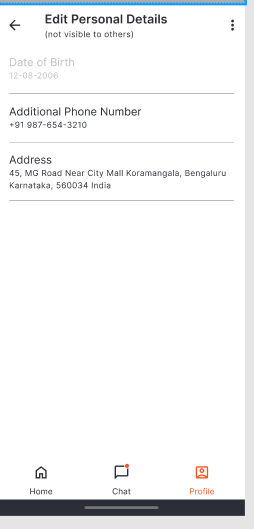 Edit Personal Details
(not visible to others)
Date of Birth
12-08-2006
Additional Phone Number
+91 987-654-3210
Address
45, MG Road Near City Mall Koramangala, Bengaluru
Karnataka, 560034 India
Home
Chat
Profile